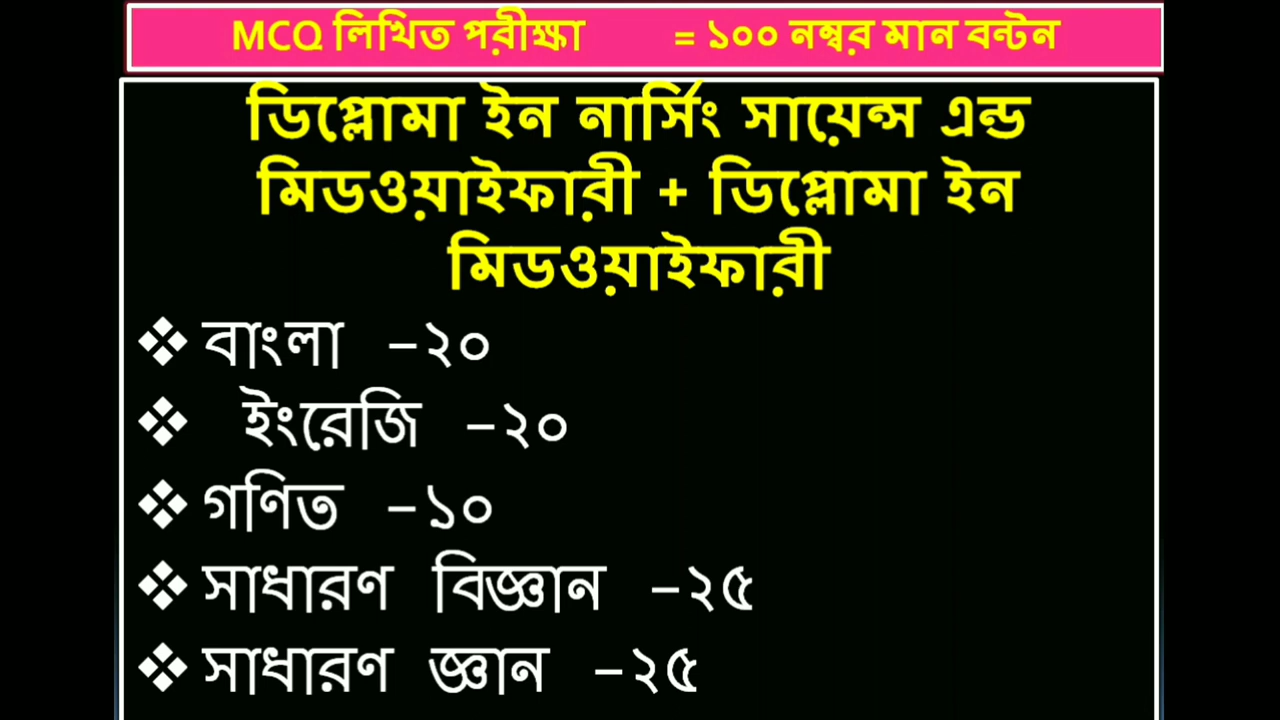 MCQ লিখিত পরীক্ষা = ১০০ নম্বর মান বন্টন
ডিপ্লোমা ইন নার্সিং সায়েন্স এন্ড
মিডওয়াইফারী + ডিপ্লোমা ইন
মিডওয়াইফারী
❖ বাংলা -২০
❖ ইংরেজি -২০
❖ গণিত -১০
❖ সাধারণ বিজ্ঞান -২৫
❖ সাধারণ জ্ঞান -২৫